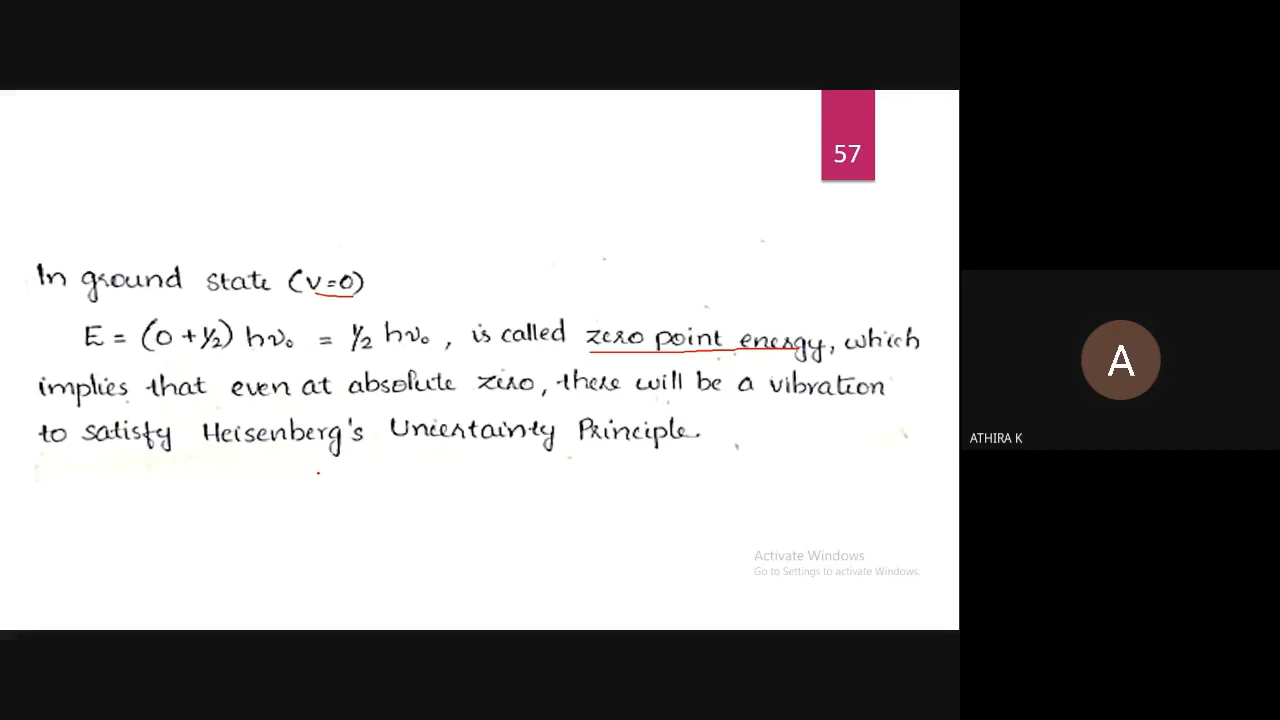 57
In ground state (v=0)
E = (0 + ½) hν₀ = ½ hν₀ , is called zero point energy, which
implies that even at absolute zero, there will be a vibration
to satisfy Heisenberg's Uncertainty Principle.
Activate Windows
Go to Settings to activate Windows.
A
ATHIRA K